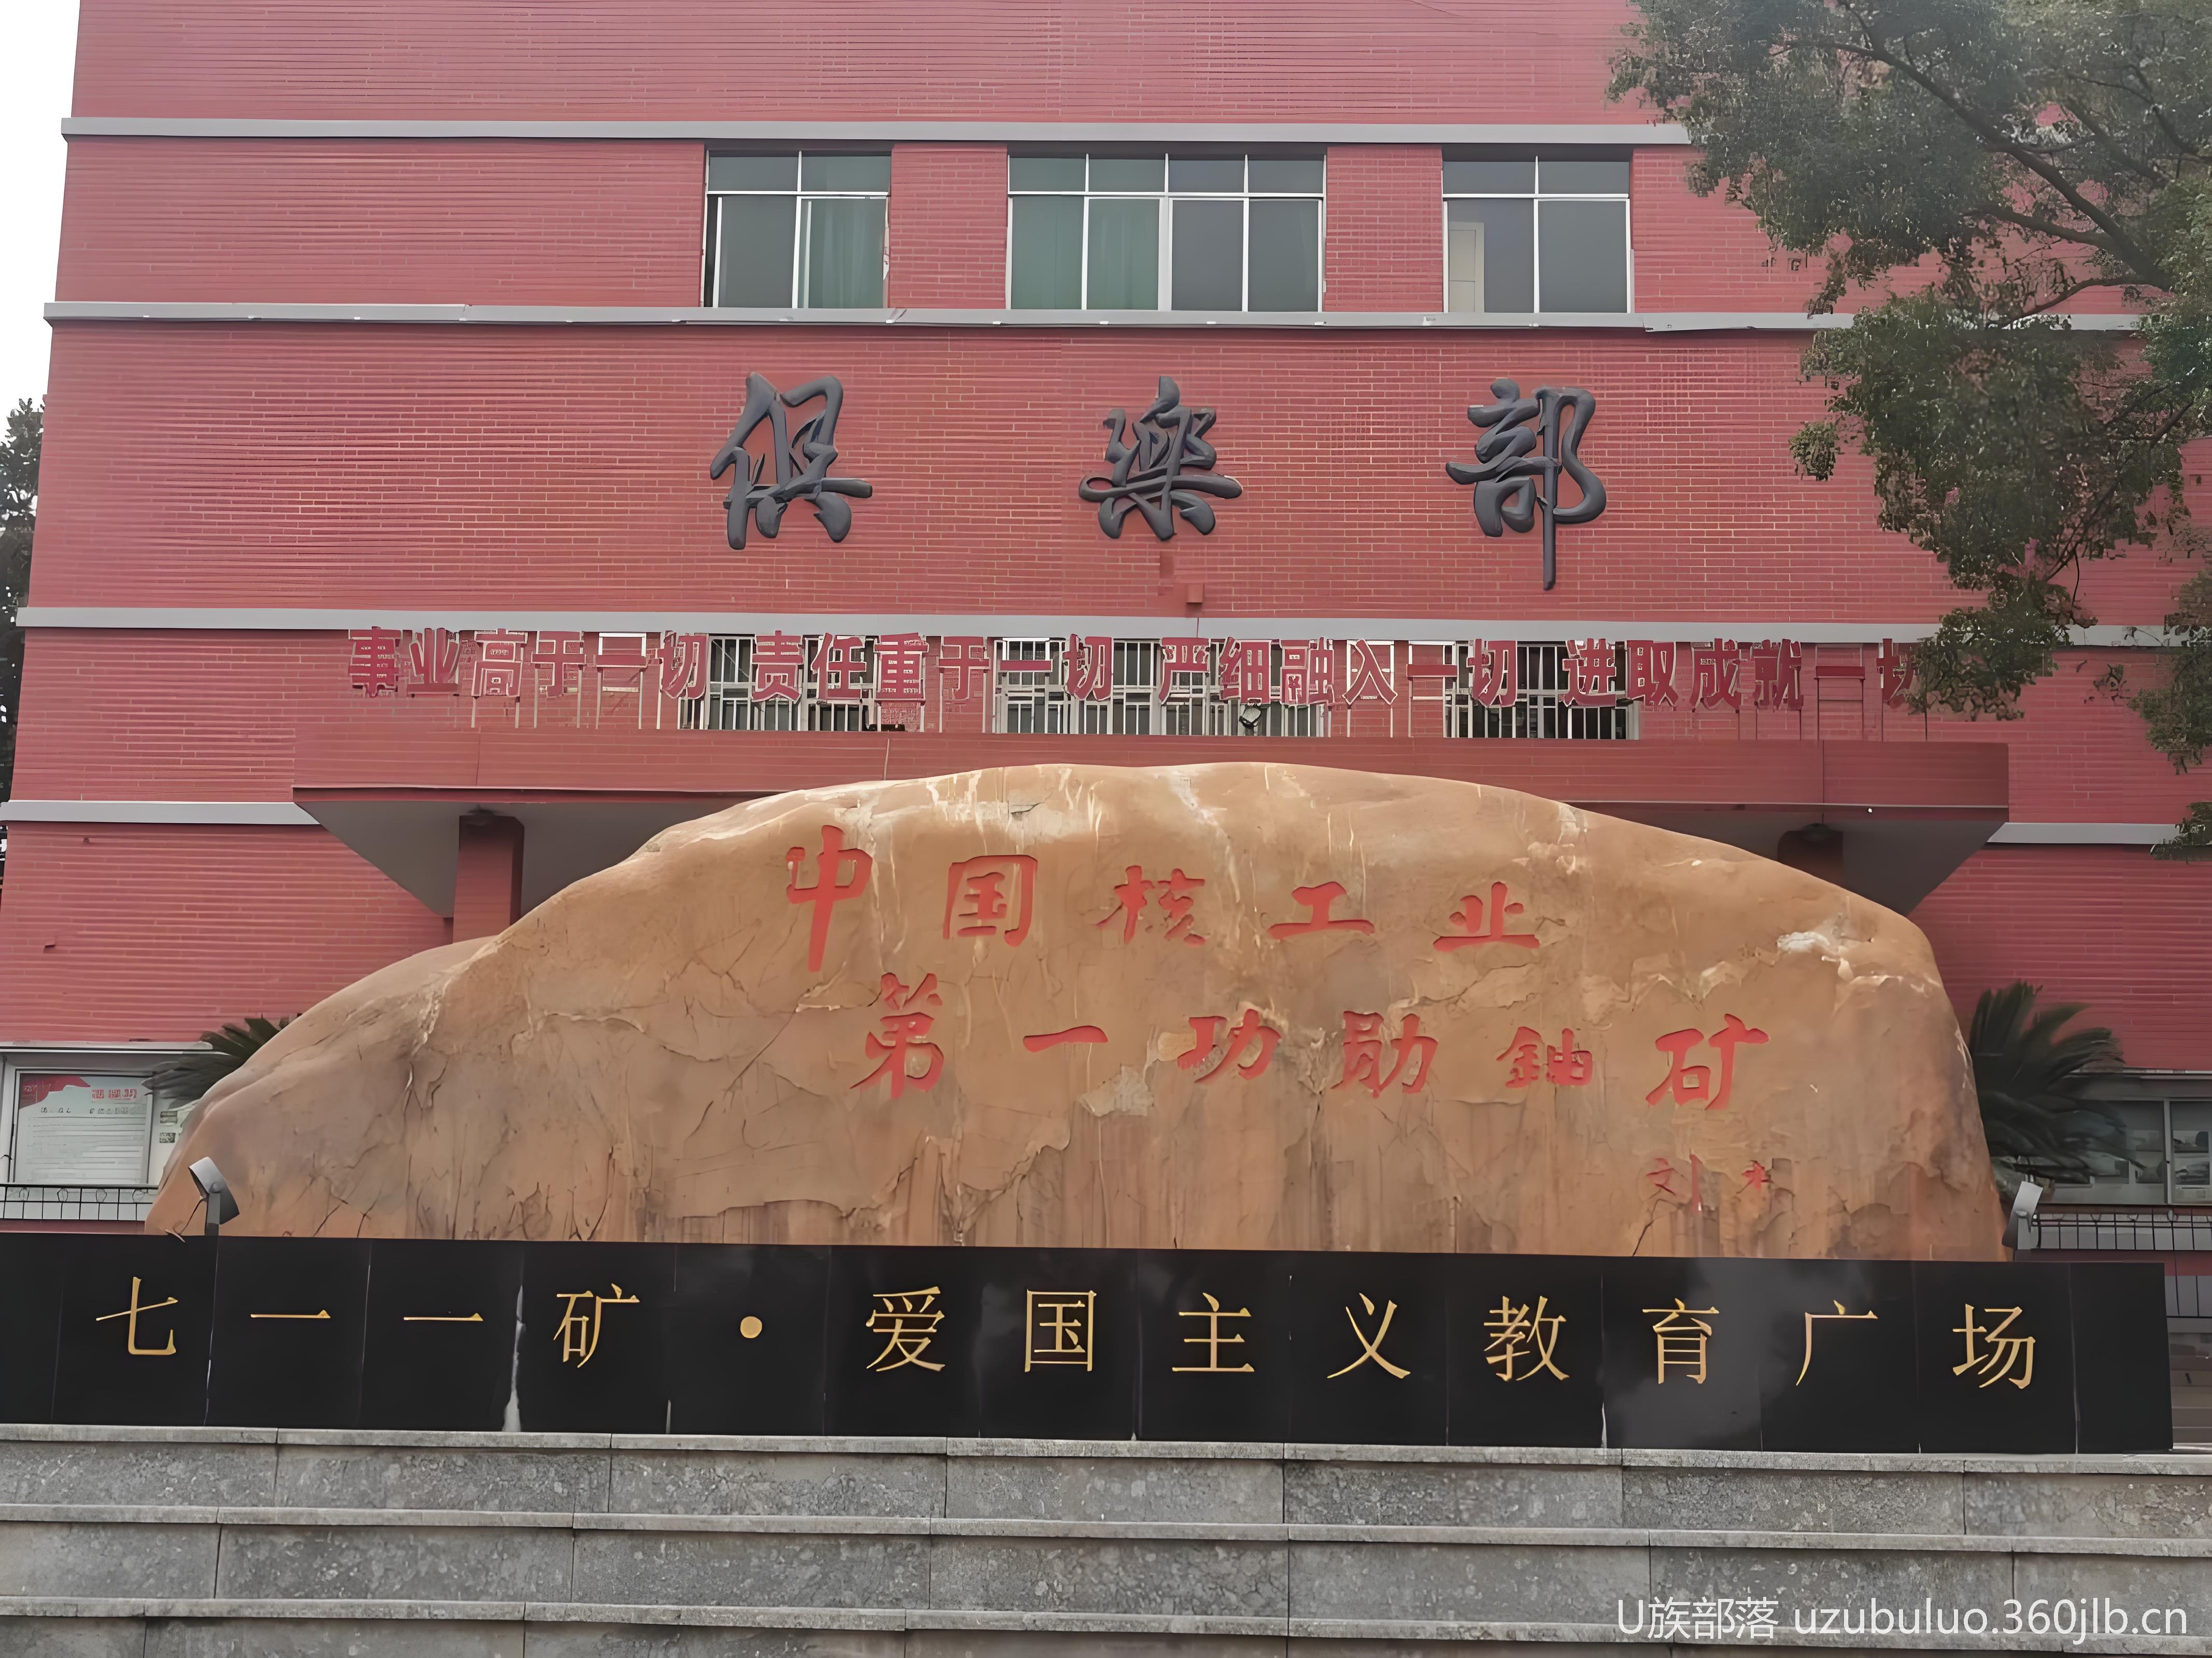 俱樂部
事业高于一切 责任重于一切 严细融入一切 进取成就一切
中国核工业
第一功勋铀矿
七一一矿·爱国主义教育广场
U族部落 uzubuluo.360jlb.cn